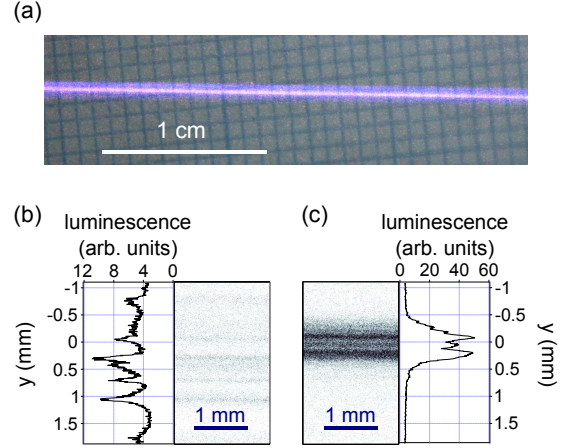 (a)
1 cm
(b)
luminescence
(arb. units)
12 8 4 0
-1
-0
0
0.5
1
1.5
y (mm)
1 mm
(c)
luminescence
(arb. units)
0 20 40 60
-1
-0
0
0.5
1
1.5
y (mm)
1 mm